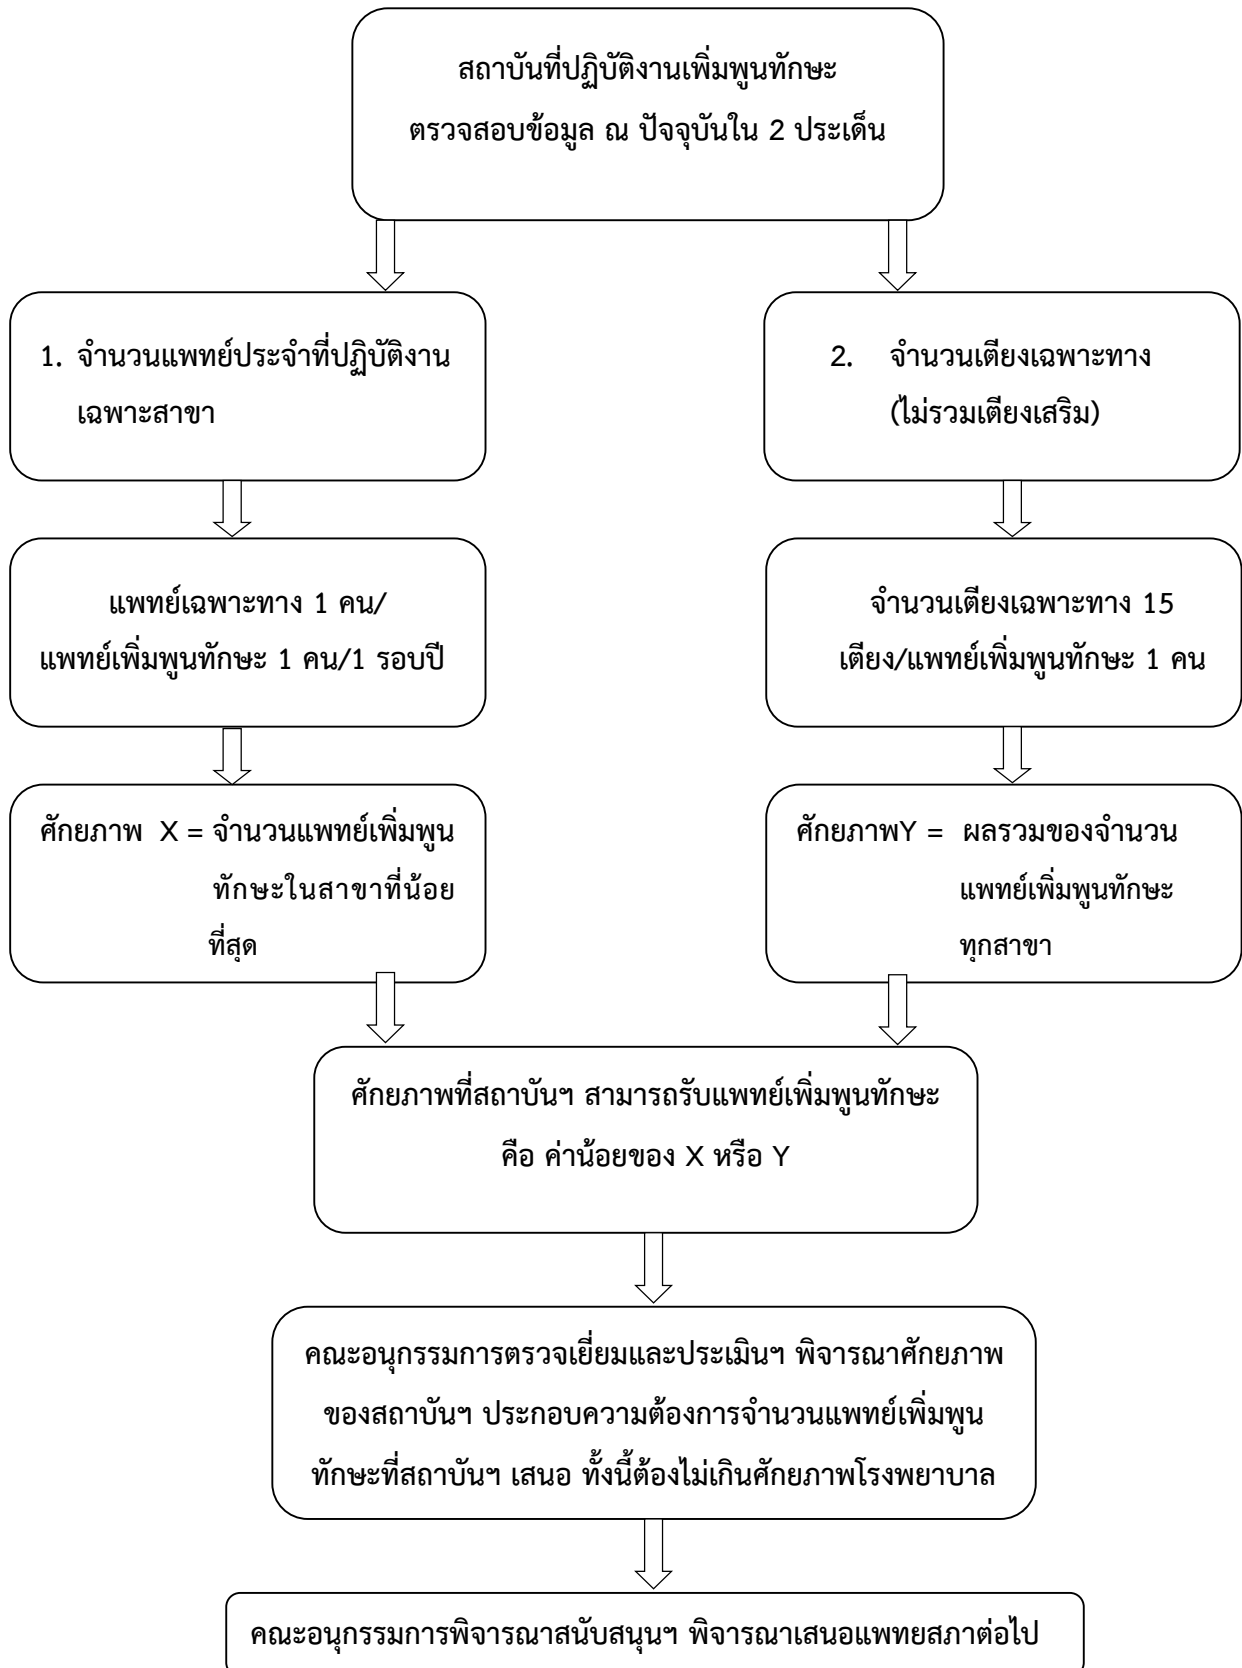 สถาบันที่ปฏิบัติงานเพิ่มพูนทักษะ
ตรวจสอบข้อมูล ณ ปัจจุบันใน 2 ประเด็น
1. จำนวนแพทย์ประจำที่ปฏิบัติงาน
เฉพาะสาขา
2. จำนวนเตียงเฉพาะทาง
(ไม่รวมเตียงเสริม)
แพทย์เฉพาะทาง 1 คน/
แพทย์เพิ่มพูนทักษะ 1 คน/1 รอบปี
จำนวนเตียงเฉพาะทาง 15
เตียง/แพทย์เพิ่มพูนทักษะ 1 คน
ศักยภาพ X = จำนวนแพทย์เพิ่มพูน
ทักษะในสาขาที่น้อย
ที่สุด
ศักยภาพY = ผลรวมของจำนวน
แพทย์เพิ่มพูนทักษะ
ทุกสาขา
ศักยภาพที่สถาบันฯ สามารถรับแพทย์เพิ่มพูนทักษะ
คือ ค่าน้อยของ X หรือ Y
คณะอนุกรรมการตรวจเยี่ยมและประเมินฯ พิจารณาศักยภาพ
ของสถาบันฯ ประกอบความต้องการจำนวนแพทย์เพิ่มพูน
ทักษะที่สถาบันฯ เสนอ ทั้งนี้ต้องไม่เกินศักยภาพโรงพยาบาล
คณะอนุกรรมการพิจารณาสนับสนุนฯ พิจารณาเสนอแพทยสภาต่อไป